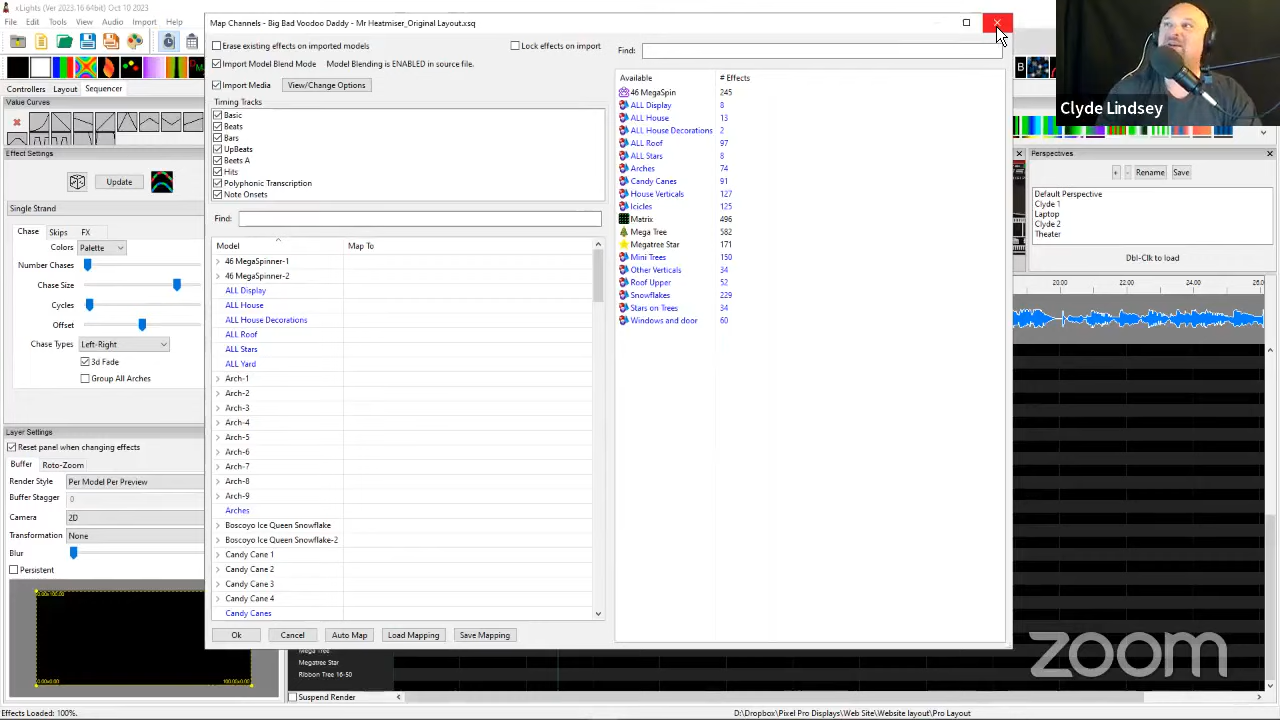 xLights (Ver 2023.16 64bit) Oct 10 2023
File Edit Tools View Audio Import
Controllers Layout Sequencer
Value Curves
Effect Settings
Update
Single Strand
Chase Skips FX
Colors Palette
Number Chases
Chase Size
Cycles
Offset
Chase Types Left-Right
3d Fade
Group All Arches
Layer Settings
Reset panel when changing effects
Buffer Roto-Zoom
Render Style Per Model Per Preview
Buffer Stagger 0
Camera 2D
Transformation None
Blur
Persistent
Effects Loaded: 100%.
Map Channels - Big Bad Voodoo Daddy - Mr Heatmiser_Original Layout.xsq
Erase existing effects on imported models Lock effects on import
Import Model Blend Mode Model Blending is ENABLED in source file.
Import Media View/Change Options
Timing Tracks
Basic
Beats
Bars
UpBeats
Beets A
Hits
Polyphonic Transcription
Note Onsets
Find:
Model Map To
46 MegaSpinner-1
46 MegaSpinner-2
ALL Display
ALL House
ALL House Decorations
ALL Roof
ALL Stars
ALL Yard
Arch-1
Arch-2
Arch-3
Arch-4
Arch-5
Arch-6
Arch-7
Arch-8
Arch-9
Arches
Boscoyo Ice Queen Snowflake
Boscoyo Ice Queen Snowflake-2
Candy Cane 1
Candy Cane 2
Candy Cane 3
Candy Cane 4
Candy Canes
Ok Cancel Auto Map Load Mapping Save Mapping
Find:
Available # Effects
46 MegaSpin 245
ALL Display 8
ALL House 13
ALL House Decorations 2
ALL Roof 97
ALL Stars 8
Arches 74
Candy Canes 91
House Verticals 127
Icicles 125
Matrix 496
Mega Tree 582
Megatree Star 171
Mini Trees 150
Other Verticals 34
Roof Upper 52
Snowflakes 229
Stars on Trees 34
Windows and door 60
Mega Tree
Megatree Star
Ribbon Tree 16-50
Suspend Render
Clyde Lindsey
Perspectives
+ - Rename Save
Default Perspective
Clyde 1
Laptop
Clyde 2
Theater
Dbl-Clk to load
20.00 22.00 24.00
zoom
D:\Dropbox\Pixel Pro Displays\Web Site\Website layout\Pro Layout